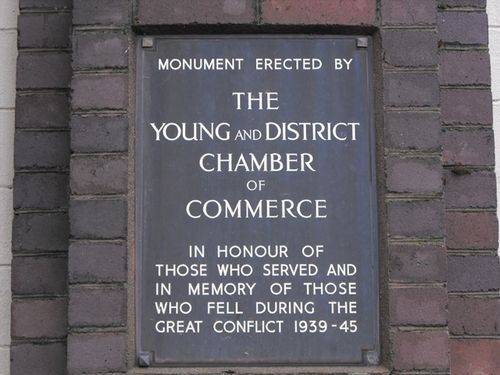 MONUMENT ERECTED BY
THE
YOUNG AND DISTRICT
CHAMBER
OF
COMMERCE
IN HONOUR OF
THOSE WHO SERVED AND
IN MEMORY OF THOSE
WHO FELL DURING THE
GREAT CONFLICT 1939-45